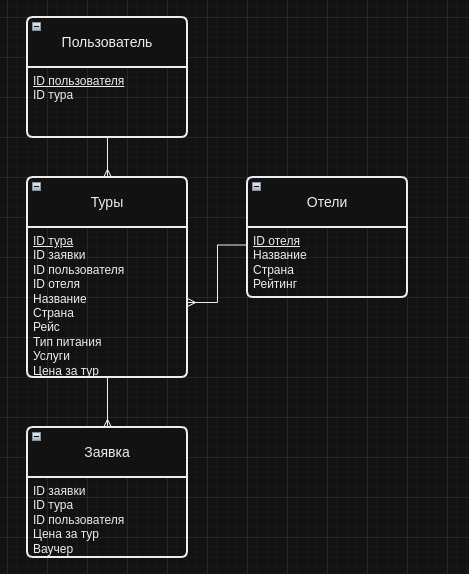 Пользователь
ID пользователя
ID тура
Туры
ID тура
ID заявки
ID пользователя
ID отеля
Название
Страна
Рейс
Тип питания
Услуги
Цена за тур
Отели
ID отеля
Название
Страна
Рейтинг
Заявка
ID заявки
ID тура
ID пользователя
Цена за тур
Ваучер